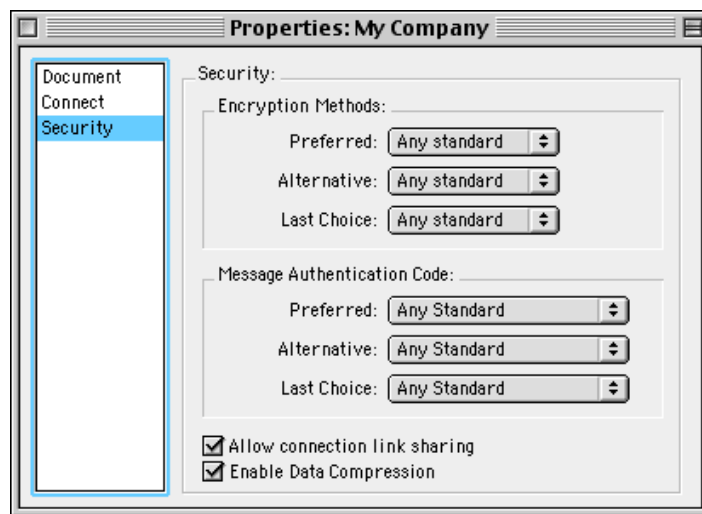 Properties: My Company
Document
Connect
Security
Security:
Encryption Methods:
Preferred: Any standard
Alternative: Any standard
Last Choice: Any standard
Message Authentication Code:
Preferred: Any Standard
Alternative: Any Standard
Last Choice: Any Standard
Allow connection link sharing
Enable Data Compression